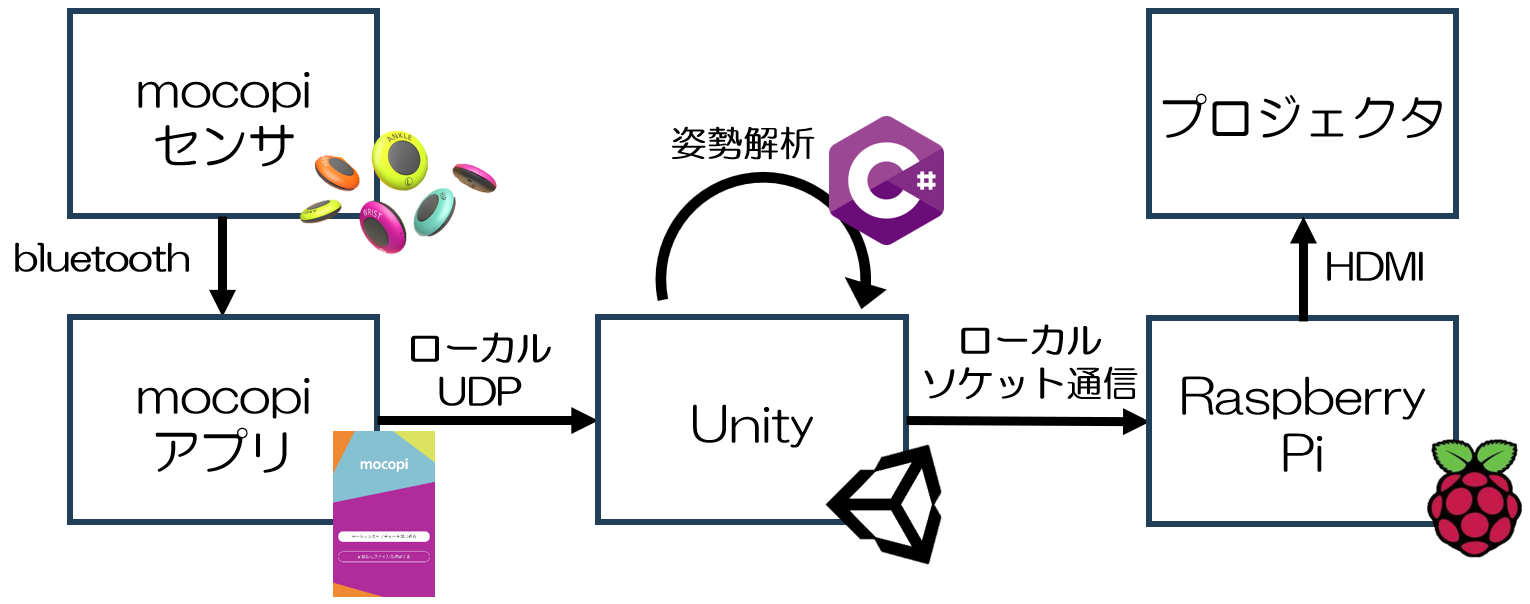 mocopi
センサ
ANKLE
WRIST
bluetooth
mocopi
アプリ
mocopi
ローカル
UDP
姿勢解析
C#
Unity
ローカル
ソケット通信
プロジェクタ
HDMI
Raspberry
Pi